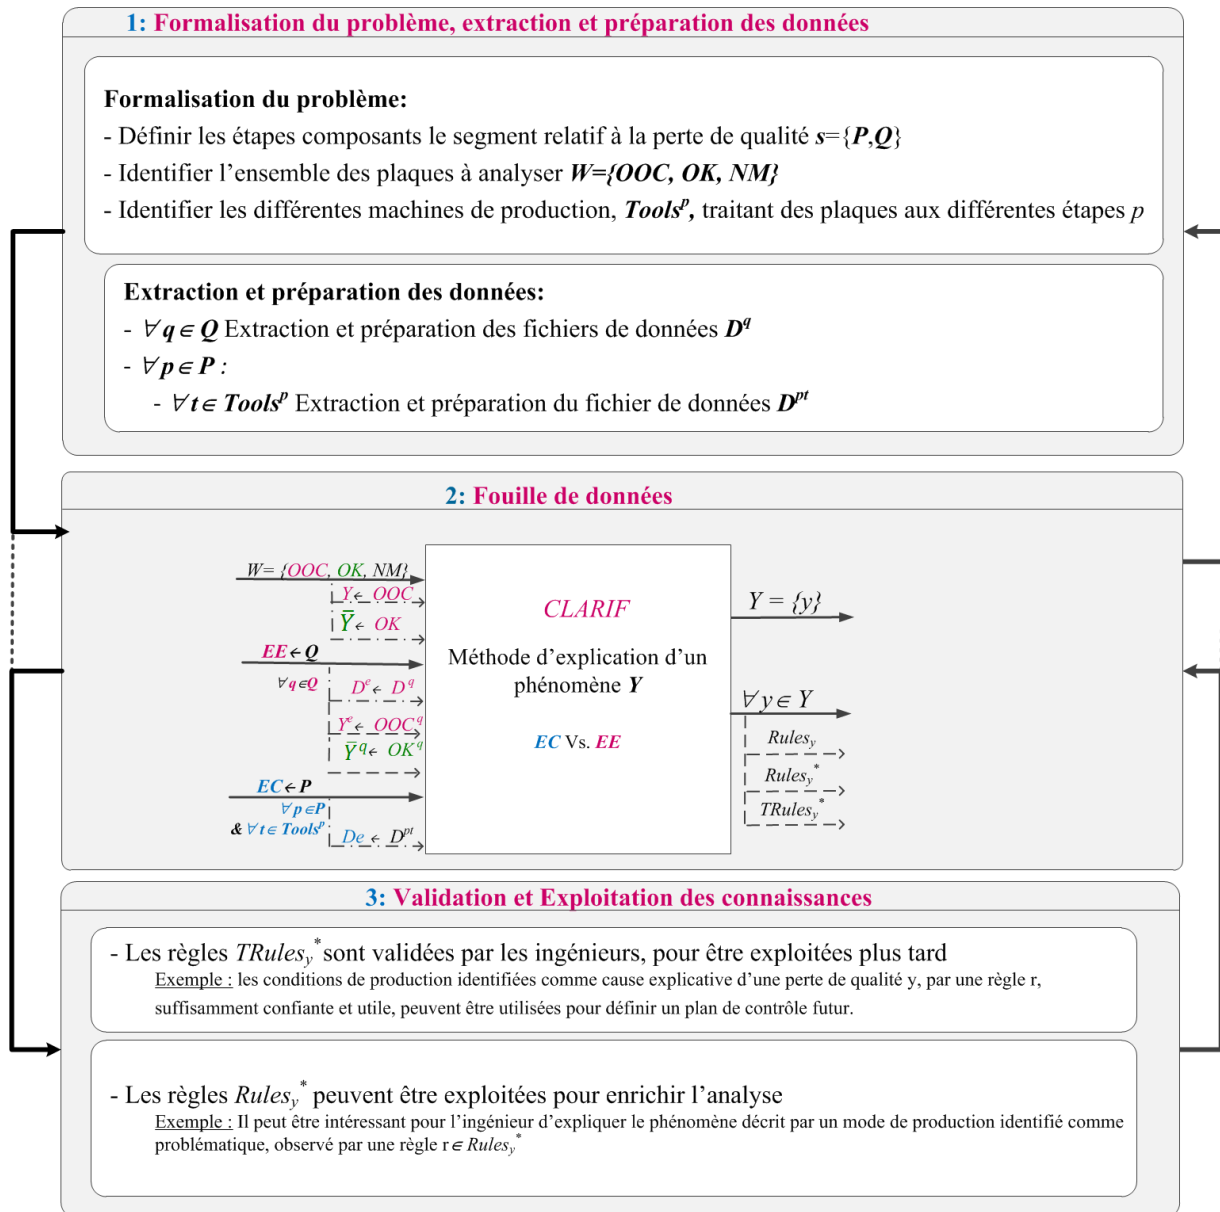 1: Formalisation du problème, extraction et préparation des données
Formalisation du problème:
- Définir les étapes composants le segment relatif à la perte de qualité s={P,Q}
- Identifier l'ensemble des plaques à analyser W={OOC, OK, NM}
- Identifier les différentes machines de production, Tools^p, traitant des plaques aux différentes étapes p
Extraction et préparation des données:
- ∀ q ∈ Q Extraction et préparation des fichiers de données D^q
- ∀ p ∈ P :
- ∀ t ∈ Tools^p Extraction et préparation du fichier de données D^pt
2: Fouille de données
W= {OOC, OK, NM}
Y ← OOC
Ȳ ← OK
EE ← Q
∀ q ∈ Q
D^e ← D^q
Y^e ← OOC^q
Ȳ^q ← OK^q
EC ← P
∀ p ∈ P
& ∀ t ∈ Tools^p
De ← D^pt
CLARIF
Méthode d'explication d'un
phénomène Y
EC Vs. EE
Y = {y}
∀ y ∈ Y
Rules_y
Rules_y^*
TRules_y^*
3: Validation et Exploitation des connaissances
- Les règles TRules_y^* sont validées par les ingénieurs, pour être exploitées plus tard
Exemple : les conditions de production identifiées comme cause explicative d'une perte de qualité y, par une règle r,
suffisamment confiante et utile, peuvent être utilisées pour définir un plan de contrôle futur.
- Les règles Rules_y^* peuvent être exploitées pour enrichir l'analyse
Exemple : Il peut être intéressant pour l'ingénieur d'expliquer le phénomène décrit par un mode de production identifié comme
problématique, observé par une règle r ∈ Rules_y^*